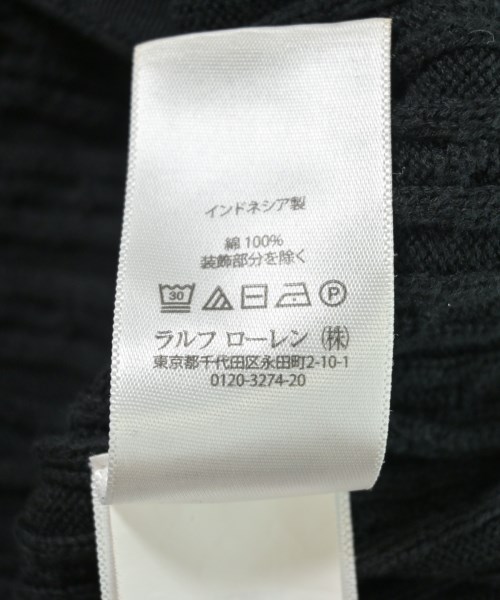 インドネシア製
綿 100%
装飾部分を除く
30 P
ラルフ ローレン (株)
東京都千代田区永田町2-10-1
0120-3274-20